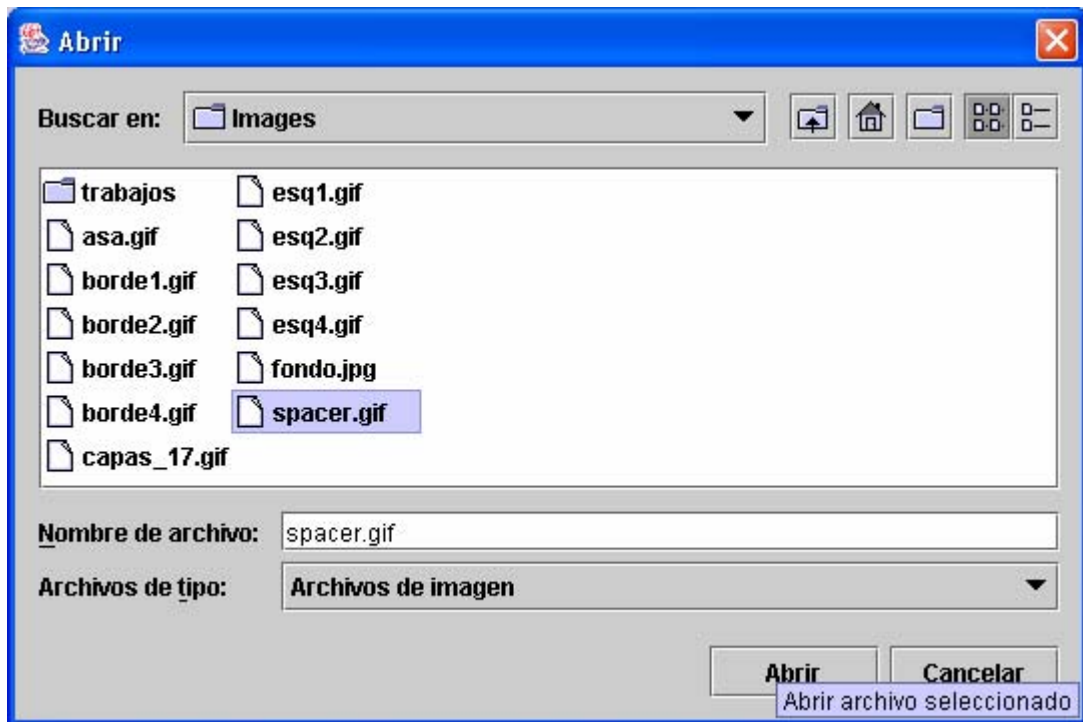 Abrir
Buscar en: Images
trabajos
asa.gif
borde1.gif
borde2.gif
borde3.gif
borde4.gif
capas_17.gif
esq1.gif
esq2.gif
esq3.gif
esq4.gif
fondo.jpg
spacer.gif
Nombre de archivo: spacer.gif
Archivos de tipo: Archivos de imagen
Abrir Cancelar
Abrir archivo seleccionado